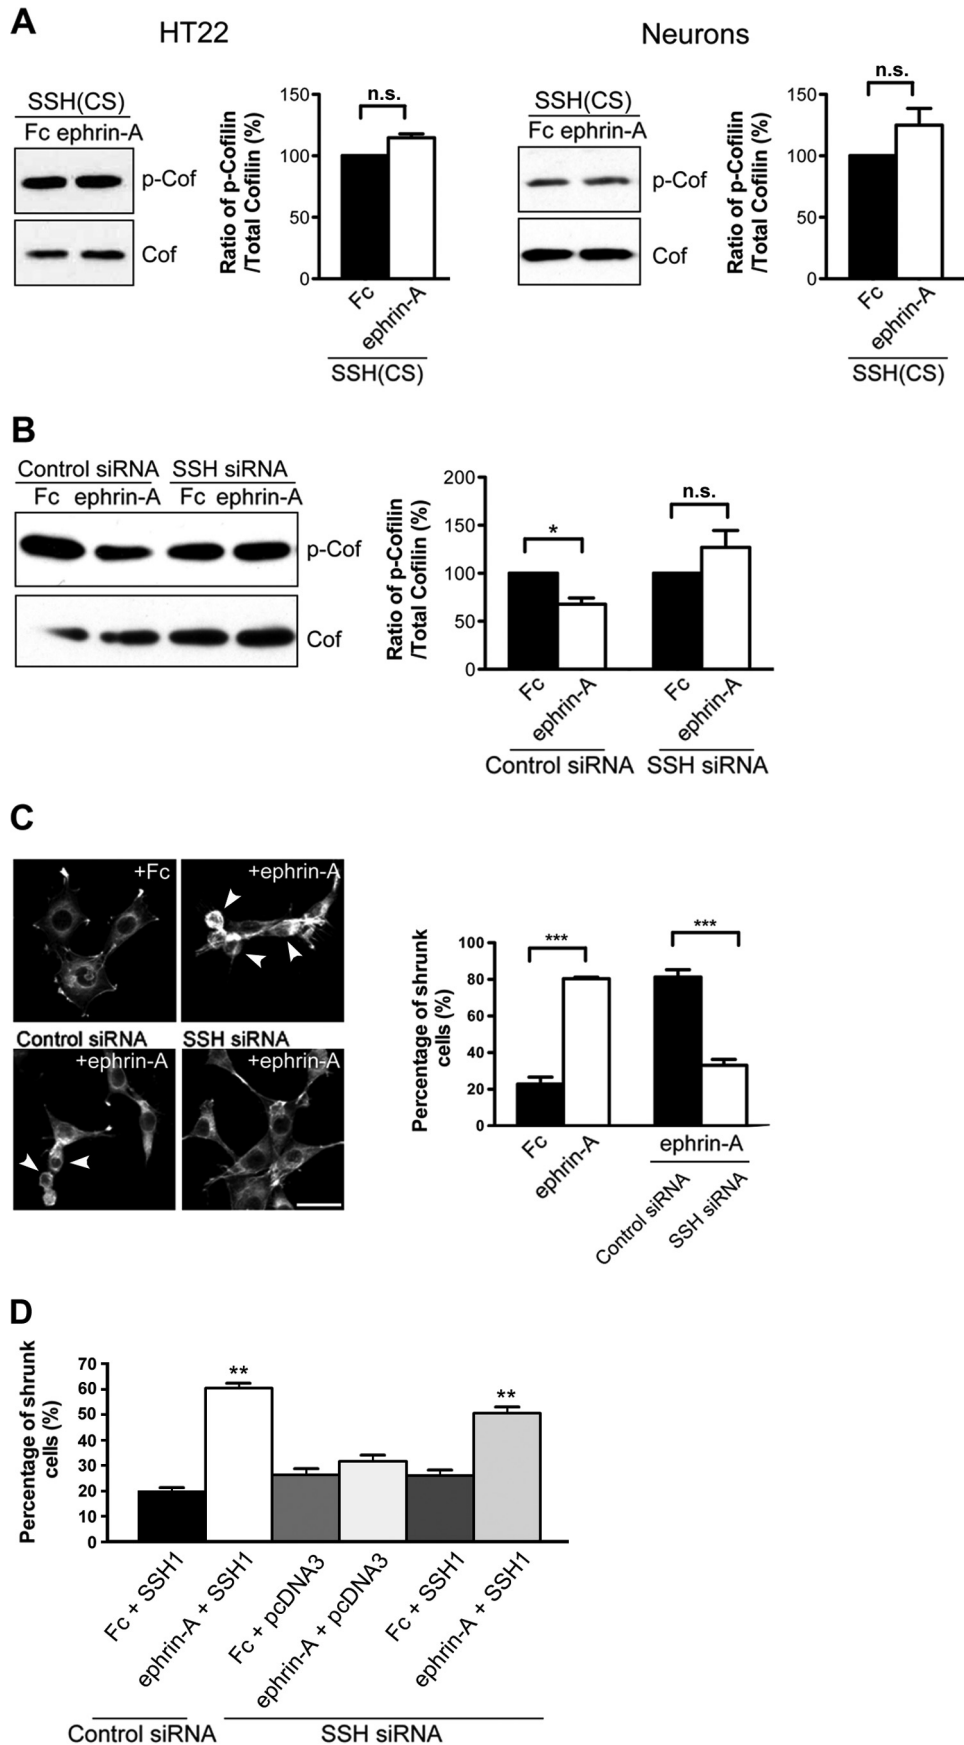 A
HT22
Neurons
SSH(CS)
Fc ephrin-A
p-Cof
Cof
Ratio of p-Cofilin
/Total Cofilin (%)
150
100
50
0
n.s.
Fc
ephrin-A
SSH(CS)
SSH(CS)
Fc ephrin-A
p-Cof
Cof
Ratio of p-Cofilin
/Total Cofilin (%)
150
100
50
0
n.s.
Fc
ephrin-A
SSH(CS)
B
Control siRNA SSH siRNA
Fc ephrin-A Fc ephrin-A
p-Cof
Cof
Ratio of p-Cofilin
/Total Cofilin (%)
200
150
100
50
0
*
n.s.
Fc
ephrin-A
Fc
ephrin-A
Control siRNA SSH siRNA
C
+Fc
+ephrin-A
Control siRNA
+ephrin-A
SSH siRNA
+ephrin-A
Percentage of shrunk
cells (%)
100
80
60
40
20
0
***
***
Fc
ephrin-A
ephrin-A
Control siRNA
SSH siRNA
D
Percentage of shrunk
cells (%)
70
60
50
40
30
20
10
0
**
**
Fc + SSH1
ephrin-A + SSH1
Fc + pcDNA3
ephrin-A + pcDNA3
Fc + SSH1
ephrin-A + SSH1
Control siRNA
SSH siRNA